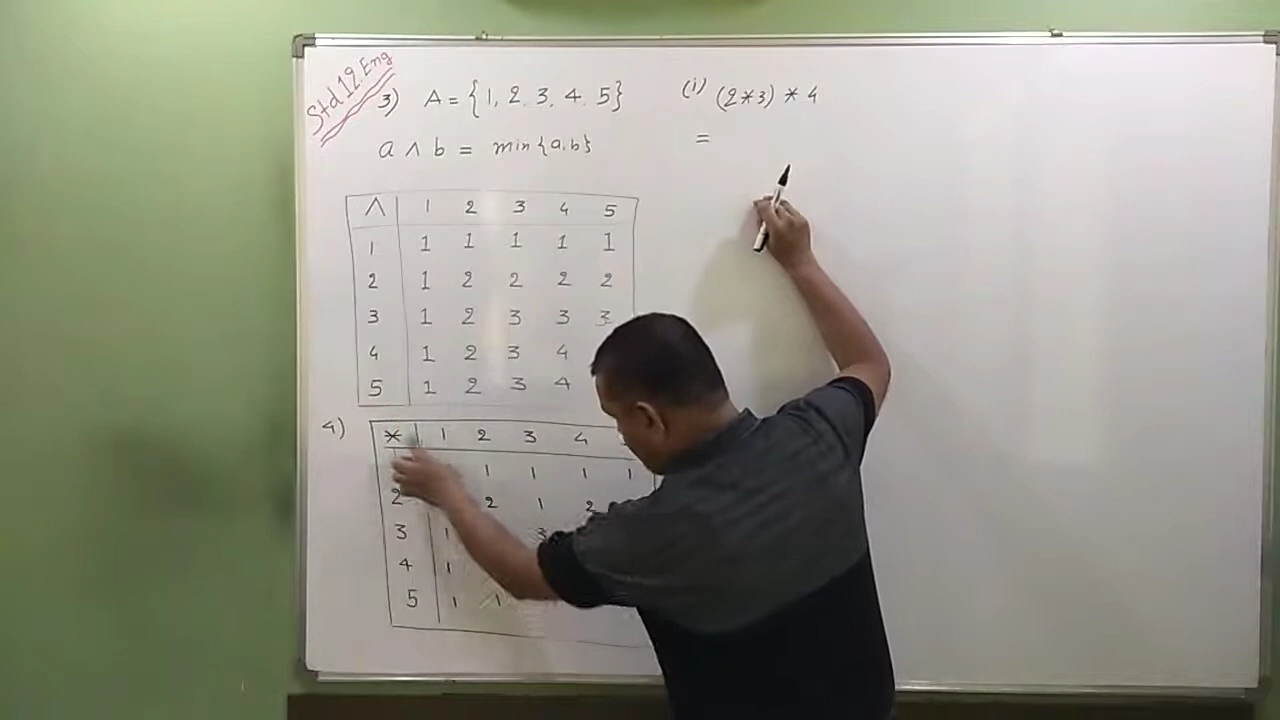 Std 12. Eng
3) A = {1, 2, 3, 4, 5}
a ∧ b = min {a, b}
∧ 1 2 3 4 5
1 1 1 1 1 1
2 1 2 2 2 2
3 1 2 3 3 3
4 1 2 3 4
5 1 2 3 4
4)
* 1 2 3 4
1 1 1 1
2 2 1 2
3 1 3
4 1
5 1 1
(i) (2*3) * 4
=